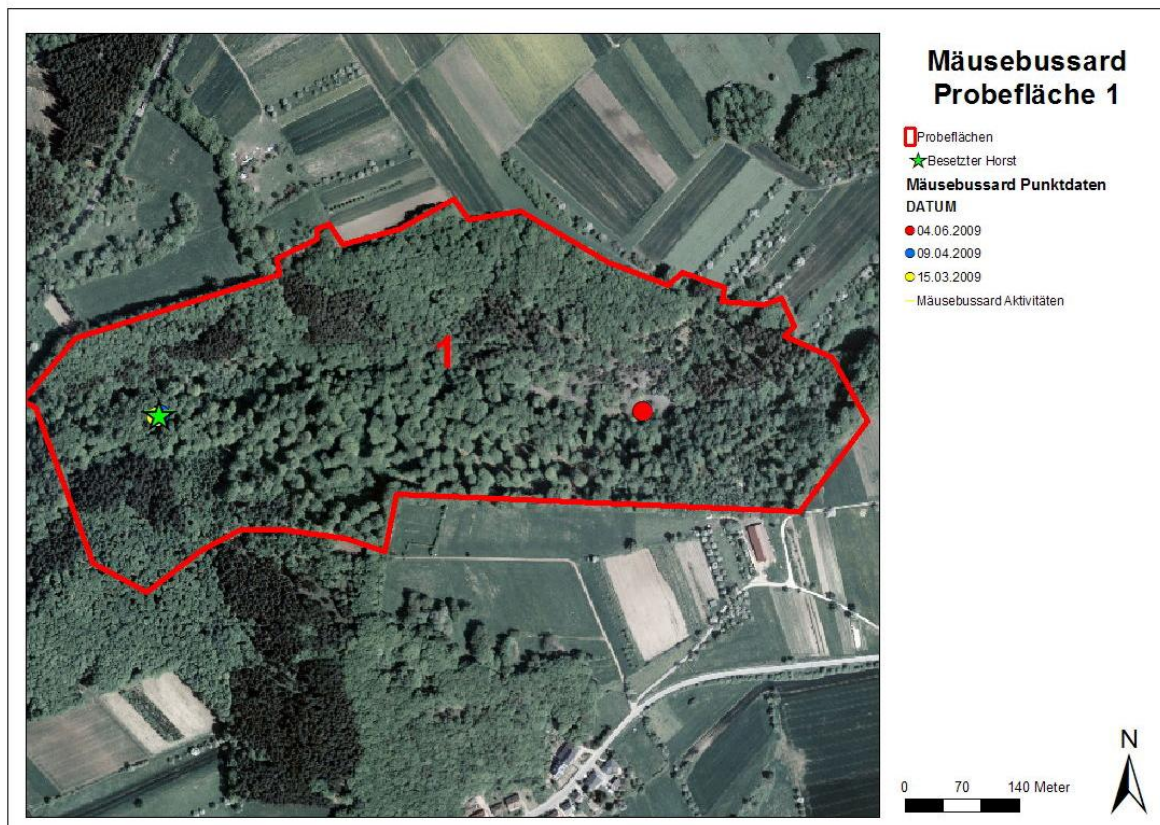 Mäusebussard
Probefläche 1
Probeflächen
Besetzter Horst
Mäusebussard Punktdaten
DATUM
04.06.2009
09.04.2009
15.03.2009
Mäusebussard Aktivitäten
1
N
0 70 140 Meter